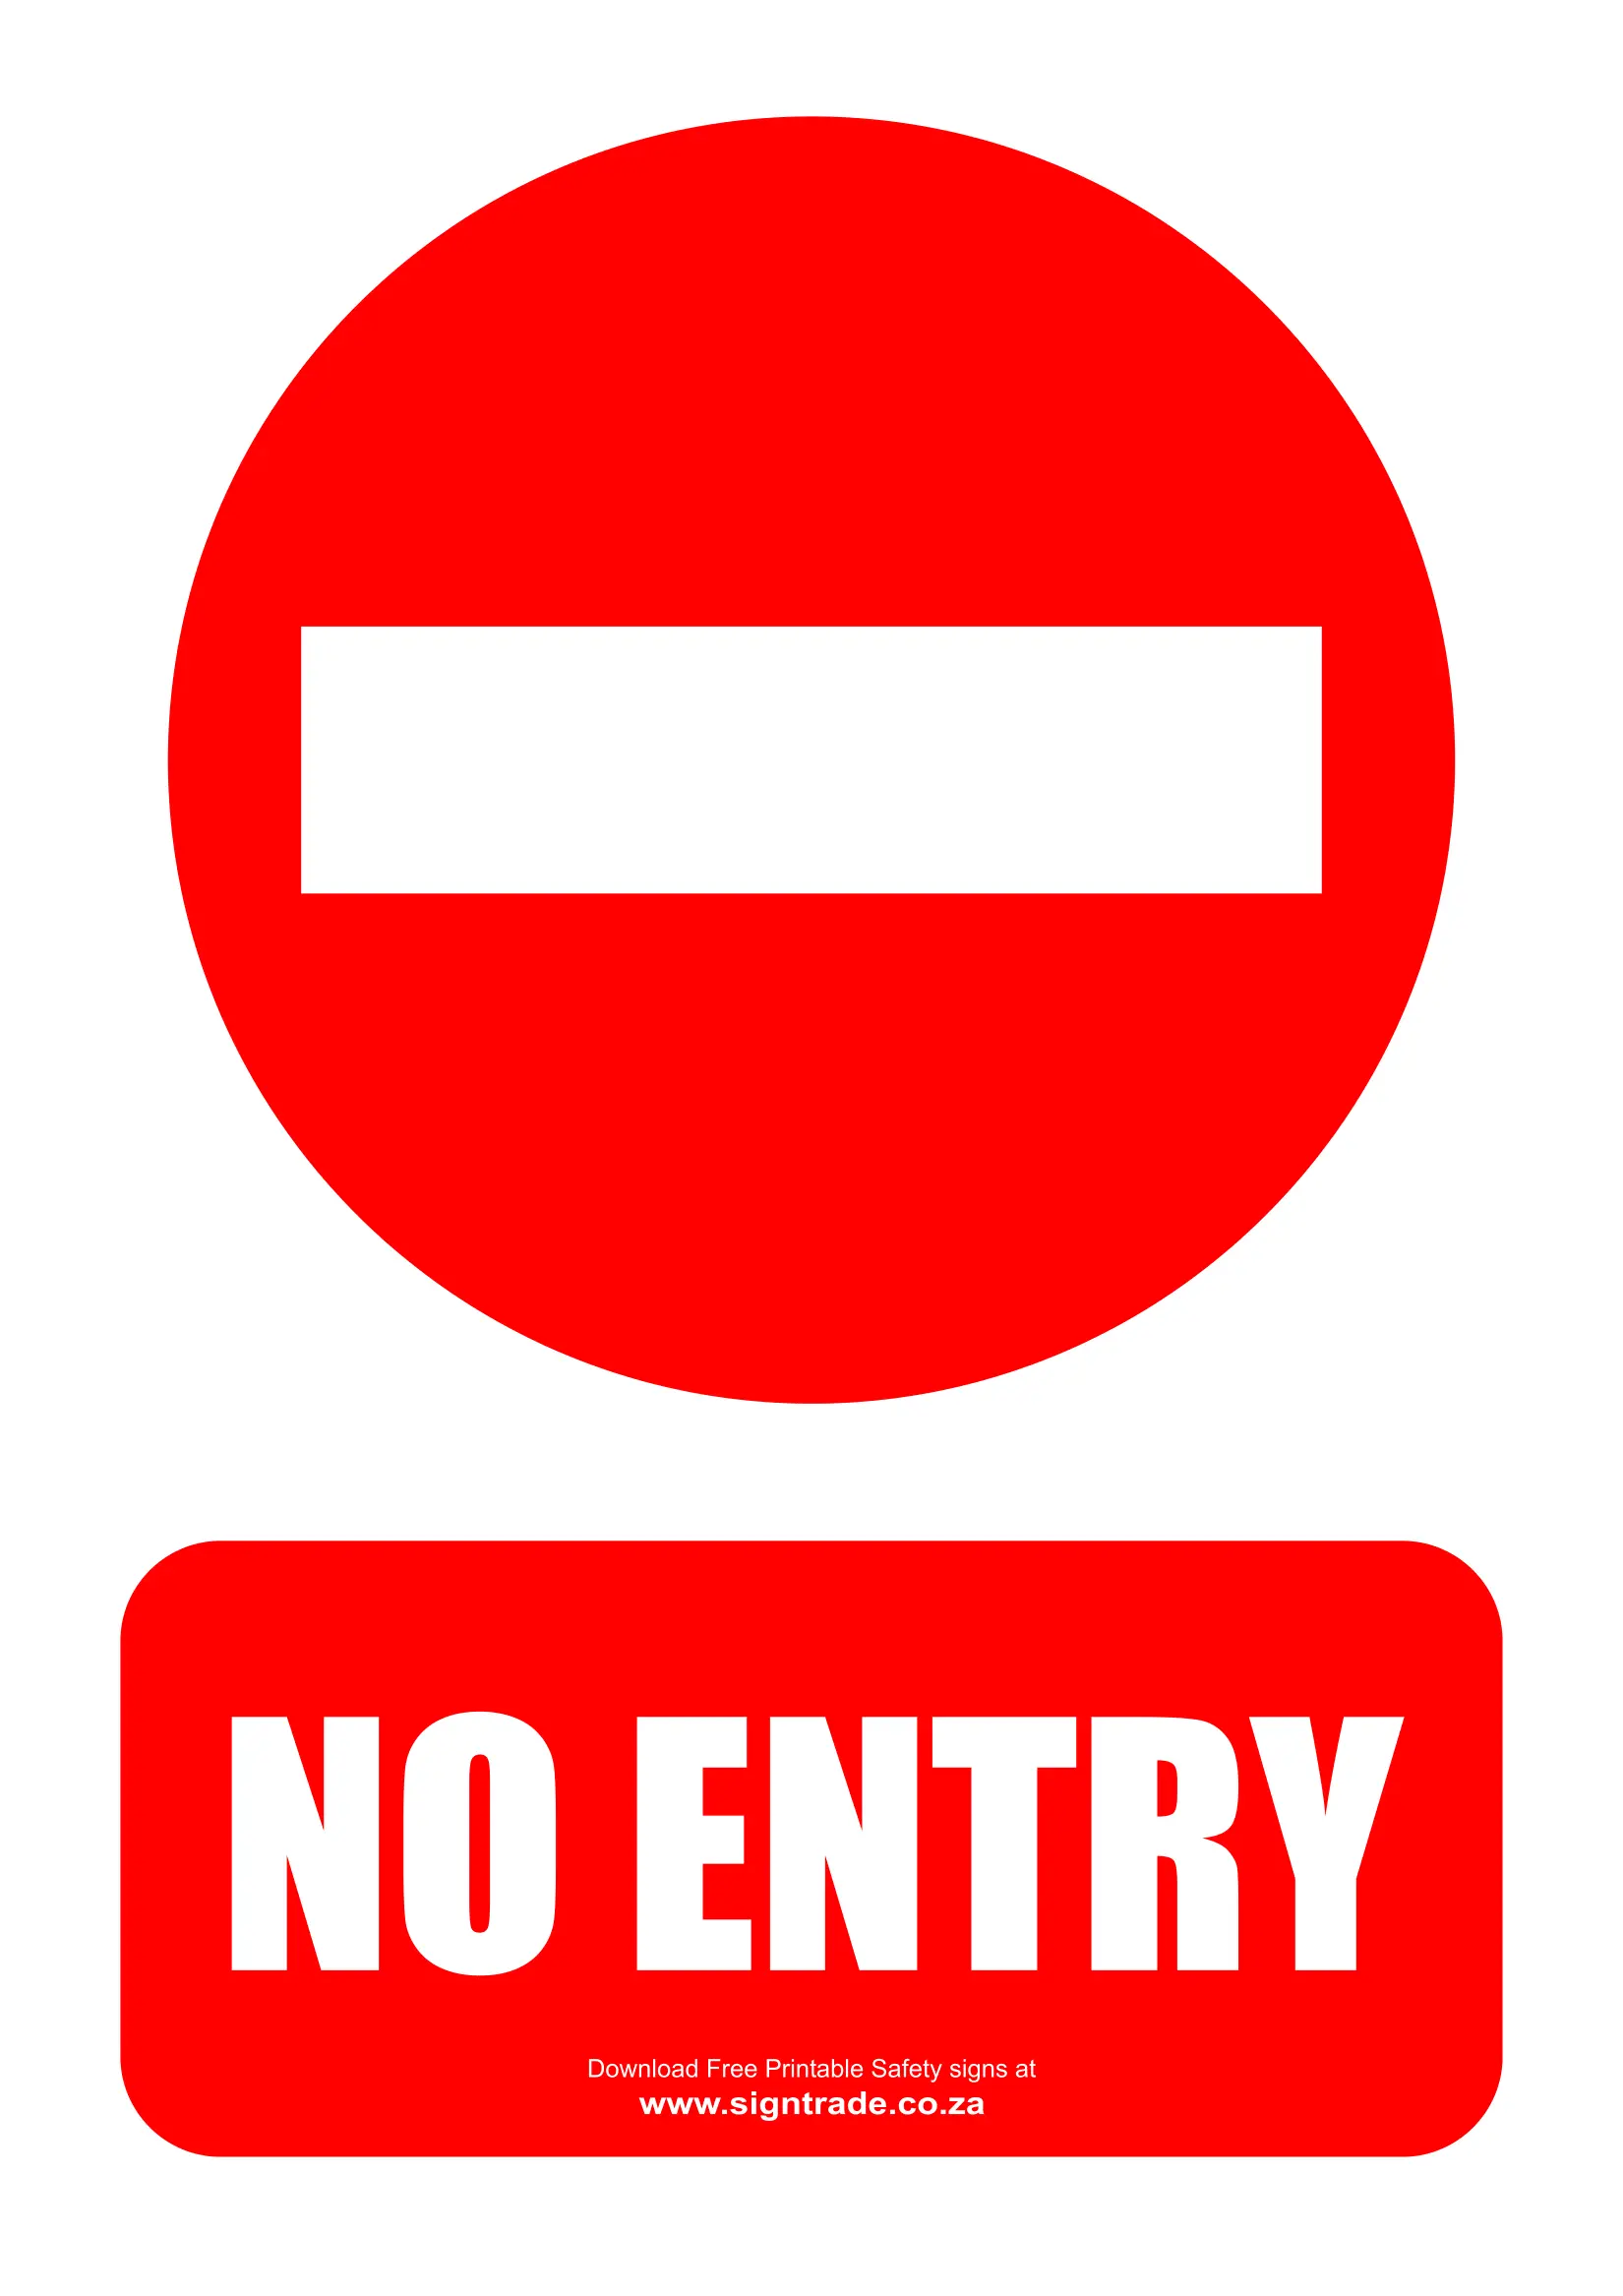 NO ENTRY
Download Free Printable Safety signs at
www.signtrade.co.za